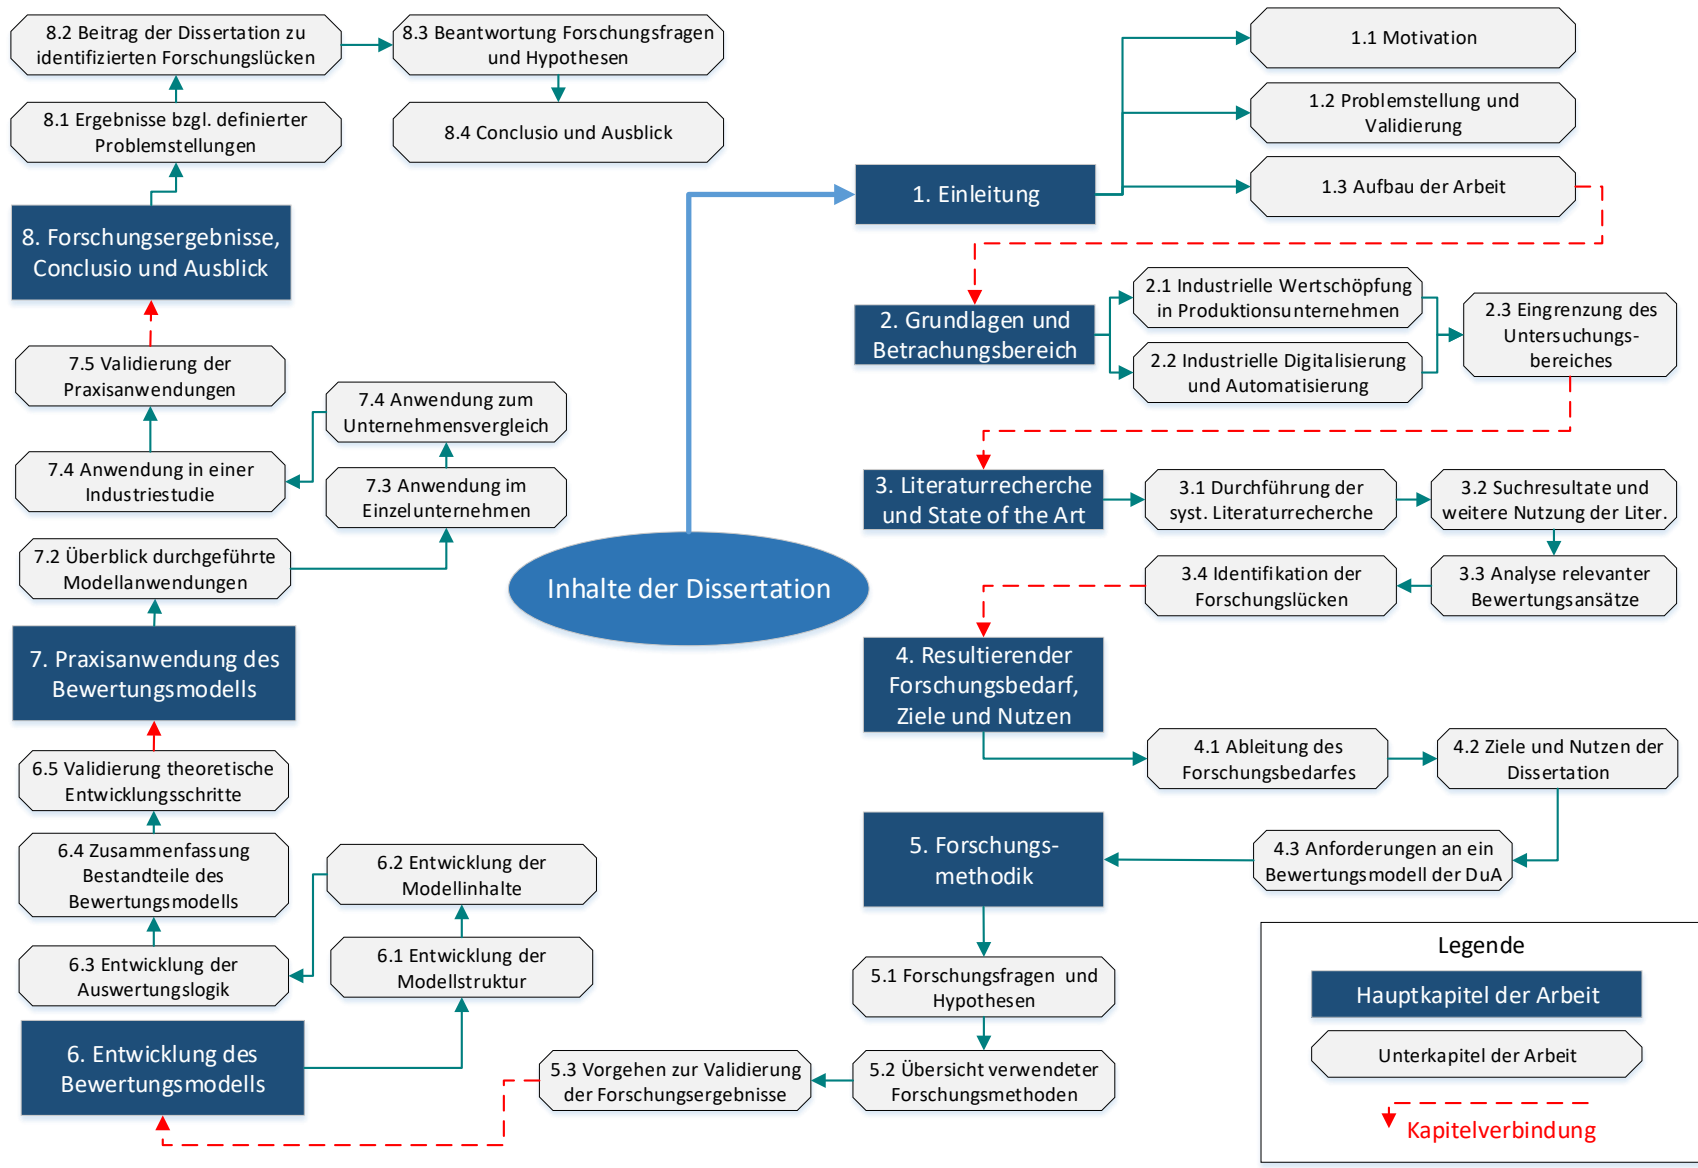 8.2 Beitrag der Dissertation zu
identifizierten Forschungslücken
8.3 Beantwortung Forschungsfragen
und Hypothesen
8.1 Ergebnisse bzgl. definierter
Problemstellungen
8.4 Conclusio und Ausblick
8. Forschungsergebnisse,
Conclusio und Ausblick
7.5 Validierung der
Praxisanwendungen
7.4 Anwendung zum
Unternehmensvergleich
7.4 Anwendung in einer
Industriestudie
7.3 Anwendung im
Einzelunternehmen
7.2 Überblick durchgeführte
Modellanwendungen
7. Praxisanwendung des
Bewertungsmodells
6.5 Validierung theoretische
Entwicklungsschritte
6.4 Zusammenfassung
Bestandteile des
Bewertungsmodells
6.2 Entwicklung der
Modellinhalte
6.3 Entwicklung der
Auswertungslogik
6.1 Entwicklung der
Modellstruktur
6. Entwicklung des
Bewertungsmodells
Inhalte der Dissertation
1. Einleitung
1.1 Motivation
1.2 Problemstellung und
Validierung
1.3 Aufbau der Arbeit
2. Grundlagen und
Betrachungsbereich
2.1 Industrielle Wertschöpfung
in Produktionsunternehmen
2.2 Industrielle Digitalisierung
und Automatisierung
2.3 Eingrenzung des
Untersuchungs-
bereiches
3. Literaturrecherche
und State of the Art
3.1 Durchführung der
syst. Literaturrecherche
3.2 Suchresultate und
weitere Nutzung der Liter.
3.4 Identifikation der
Forschungslücken
3.3 Analyse relevanter
Bewertungsansätze
4. Resultierender
Forschungsbedarf,
Ziele und Nutzen
4.1 Ableitung des
Forschungsbedarfes
4.2 Ziele und Nutzen der
Dissertation
4.3 Anforderungen an ein
Bewertungsmodell der DuA
5. Forschungs-
methodik
5.1 Forschungsfragen und
Hypothesen
5.3 Vorgehen zur Validierung
der Forschungsergebnisse
5.2 Übersicht verwendeter
Forschungsmethoden
Legende
Hauptkapitel der Arbeit
Unterkapitel der Arbeit
Kapitelverbindung